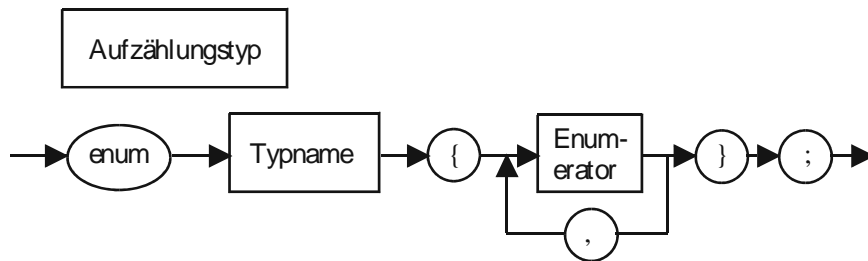 Aufzählungstyp
enum Typname { Enum-
erator } ;
,